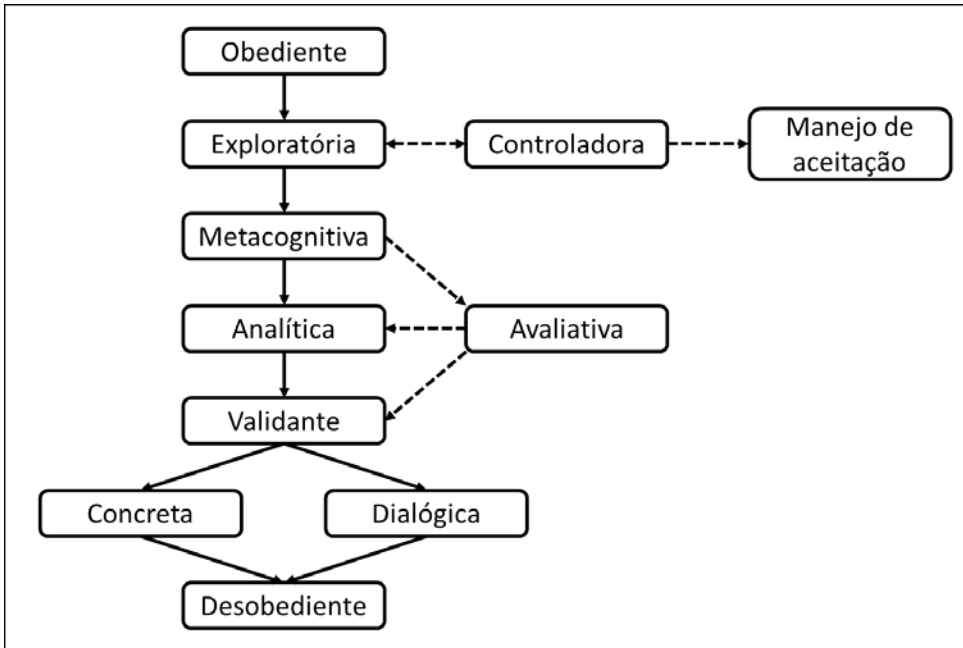 Obediente
Exploratória
Controladora
Manejo de
aceitação
Metacognitiva
Analítica
Avaliativa
Validante
Concreta
Dialógica
Desobediente